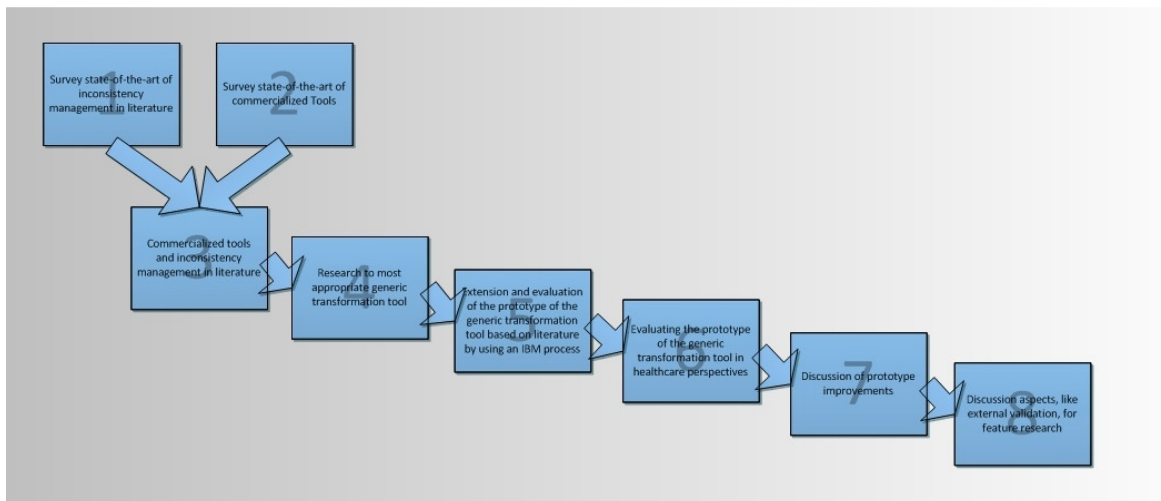 1
Survey state-of-the-art of
inconsistency
management in literature
2
Survey state-of-the-art of
commercialized Tools
3
Commercialized tools
and inconsistency
management in literature
4
Research to most
appropriate generic
transformation tool
5
Extension and evaluation
of the prototype of the
generic transformation
tool based on literature
by using an IBM process
6
Evaluating the prototype
of the generic
transformation tool in
healthcare perspectives
7
Discussion of prototype
improvements
8
Discussion aspects, like
external validation, for
feature research